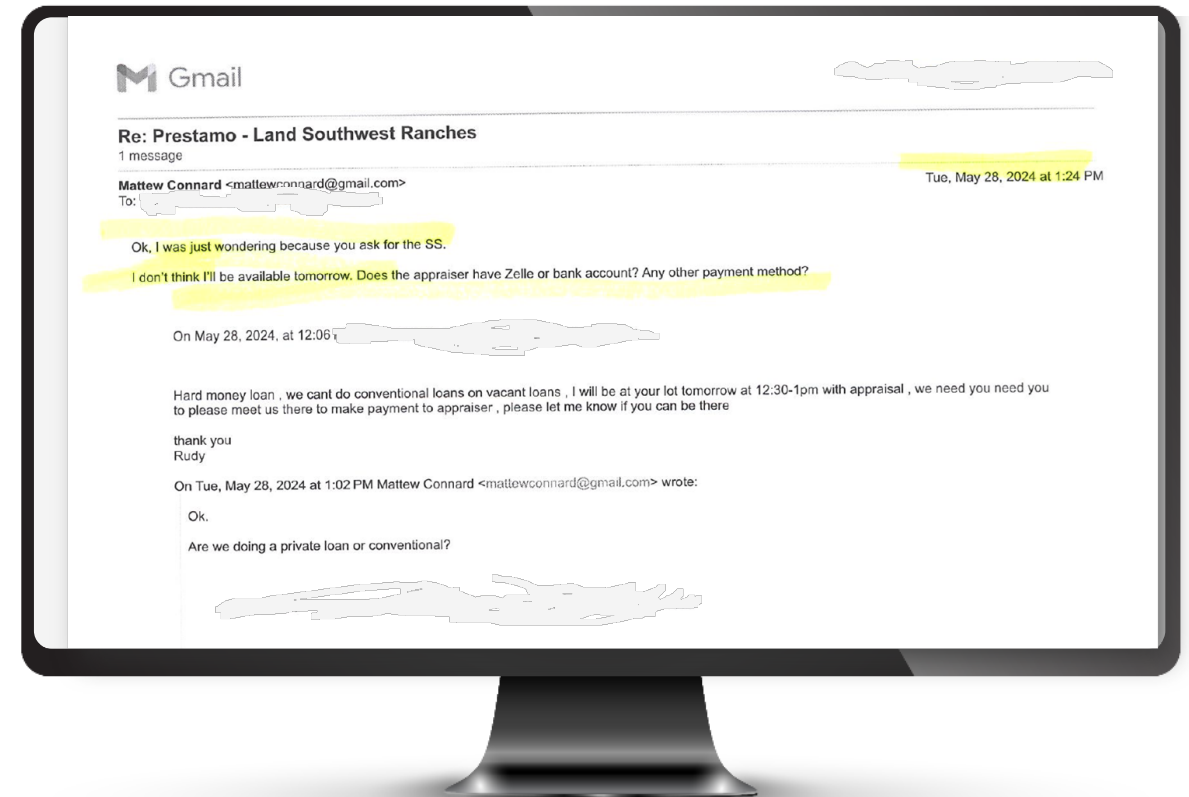 Gmail
Re: Prestamo - Land Southwest Ranches
1 message
Mattew Connard <mattewconnard@gmail.com>
Tue, May 28, 2024 at 1:24 PM
To:
Ok, I was just wondering because you ask for the SS.
I don't think I'll be available tomorrow. Does the appraiser have Zelle or bank account? Any other payment method?
On May 28, 2024, at 12:06
Hard money loan , we cant do conventional loans on vacant loans , I will be at your lot tomorrow at 12:30-1pm with appraisal , we need you need you
to please meet us there to make payment to appraiser , please let me know if you can be there
thank you
Rudy
On Tue, May 28, 2024 at 1:02 PM Mattew Connard <mattewconnard@gmail.com> wrote:
Ok.
Are we doing a private loan or conventional?